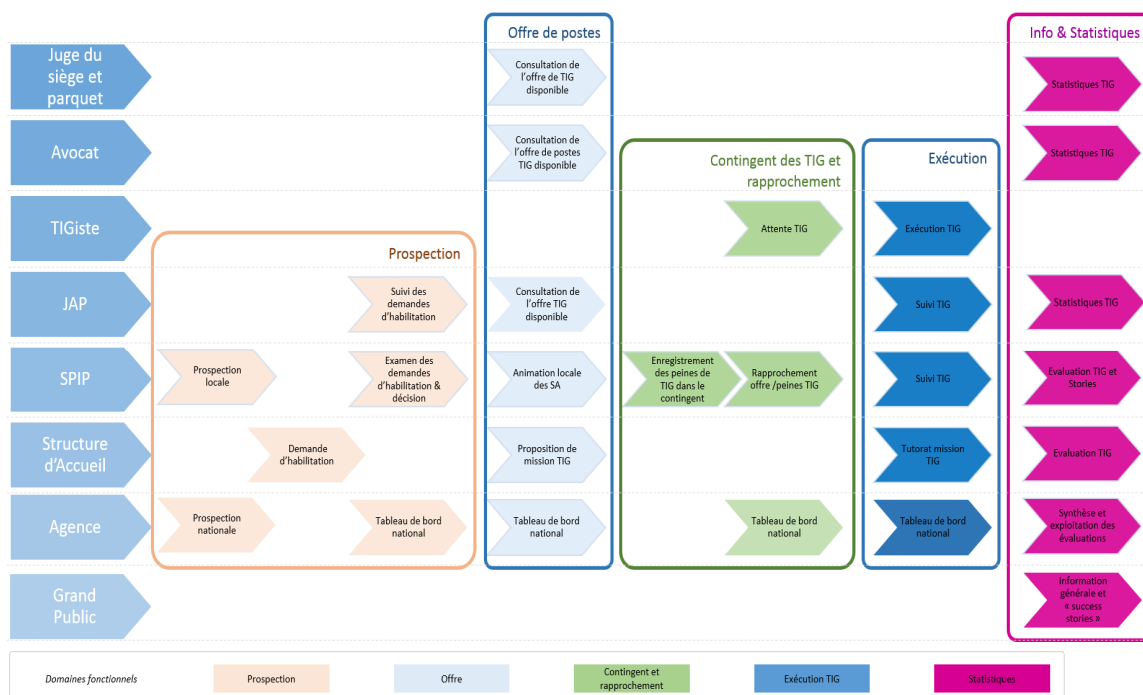 Offre de postes
Info & Statistiques
Juge du
siège et
parquet
Consultation de
l'offre de TIG
disponible
Statistiques TIG
Avocat
Consultation de
l'offre de postes
TIG disponible
Statistiques TIG
Contingent des TIG et
rapprochement
Exécution
TIGiste
Attente TIG
Exécution TIG
Prospection
JAP
Suivi des
demandes
d'habilitation
Consultation de
l'offre TIG
disponible
Suivi TIG
Statistiques TIG
SPIP
Prospection
locale
Examen des
demandes
d'habilitation &
décision
Animation locale
des SA
Enregistrement
des peines de
TIG dans le
contingent
Rapprochement
offre /peines TIG
Suivi TIG
Evaluation TIG et
Stories
Structure
d'Accueil
Demande
d'habilitation
Proposition de
mission TIG
Tutorat mission
TIG
Evaluation TIG
Agence
Prospection
nationale
Tableau de bord
national
Tableau de bord
national
Tableau de bord
national
Tableau de bord
national
Synthèse et
exploitation des
évaluations
Grand
Public
Information
générale et
« success
stories »
Domaines fonctionnels
Prospection
Offre
Contingent et
rapprochement
Exécution TIG
Statistiques